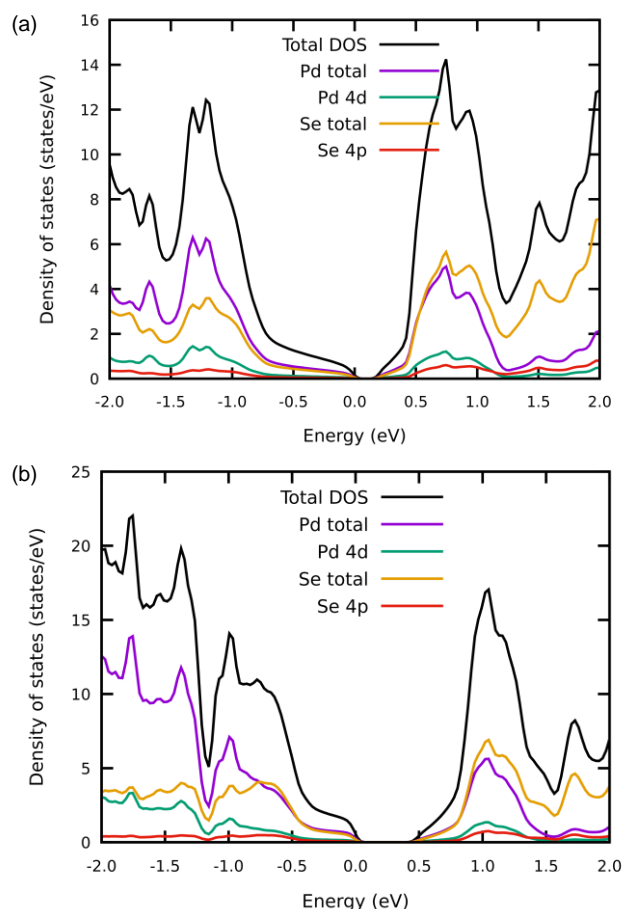 (a)
16
14
12
10
8
6
4
2
0
Density of states (states/eV)
Total DOS
Pd total
Pd 4d
Se total
Se 4p
-2.0 -1.5 -1.0 -0.5 0.0 0.5 1.0 1.5 2.0
Energy (eV)
(b)
25
20
15
10
5
0
Density of states (states/eV)
Total DOS
Pd total
Pd 4d
Se total
Se 4p
-2.0 -1.5 -1.0 -0.5 0.0 0.5 1.0 1.5 2.0
Energy (eV)